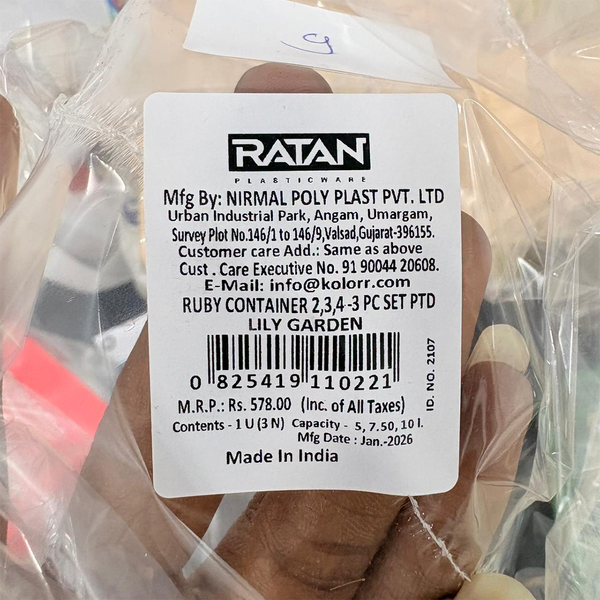 RATAN
PLASTICWARE
Mfg By: NIRMAL POLY PLAST PVT. LTD
Urban Industrial Park, Angam, Umargam,
Survey Plot No.146/1 to 146/9,Valsad,Gujarat-396155.
Customer care Add.: Same as above
Cust . Care Executive No. 91 90044 20608.
E-Mail: info@kolorr.com
RUBY CONTAINER 2,3,4 -3 PC SET PTD
LILY GARDEN
0 825419 110221
ID. NO. 2107
M.R.P.: Rs. 578.00 (Inc. of All Taxes)
Contents - 1 U (3 N) Capacity - 5, 7.50, 10 l.
Mfg Date : Jan.-2026
Made In India